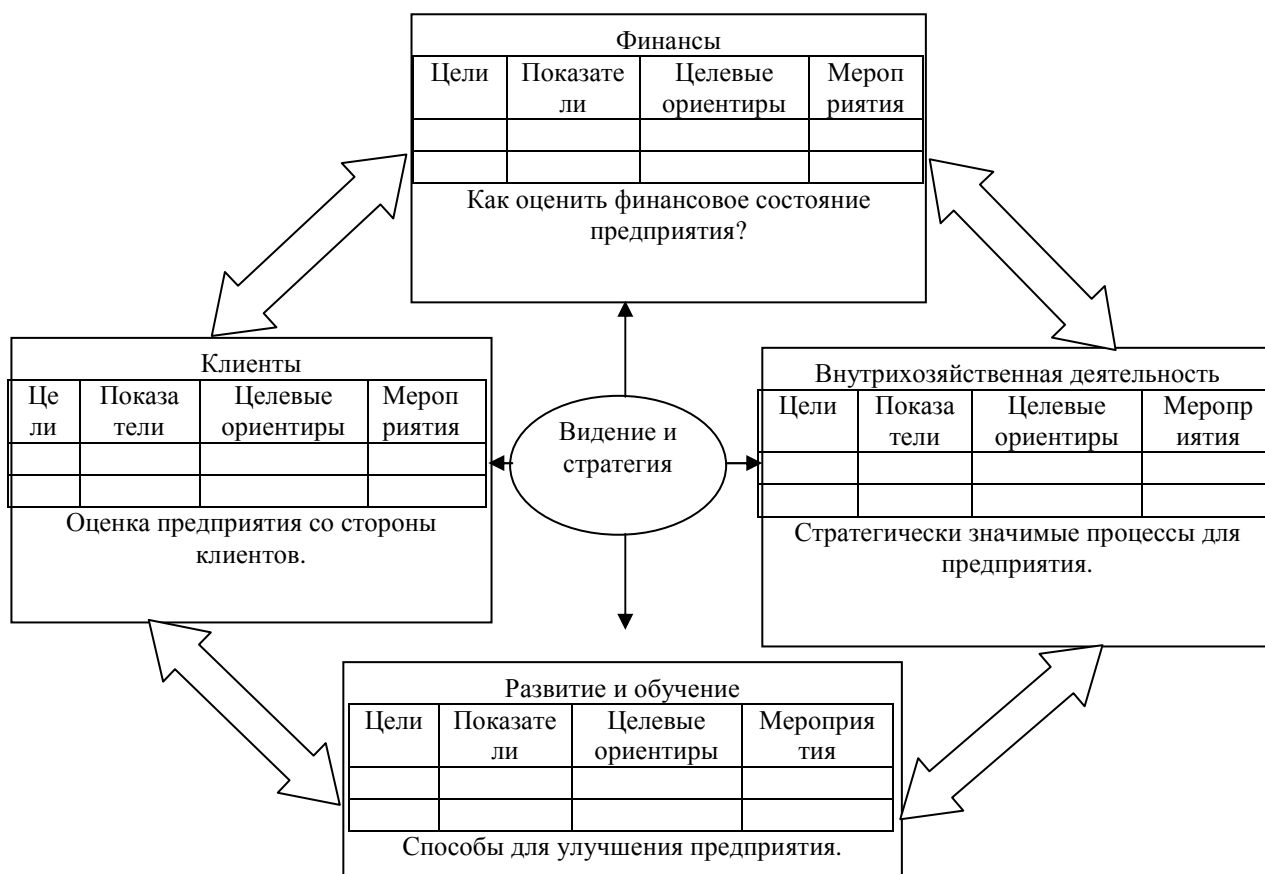 Финансы
Цели Показате Целевые Мероп
ли ориентиры риятия
Как оценить финансовое состояние
предприятия?
Клиенты
Це Показа Целевые Мероп
ли тели ориентиры риятия
Оценка предприятия со стороны
клиентов.
Видение и
стратегия
Внутрихозяйственная деятельность
Цели Показа Целевые Меропр
тели ориентиры иятия
Стратегически значимые процессы для
предприятия.
Развитие и обучение
Цели Показате Целевые Мероприя
ли ориентиры тия
Способы для улучшения предприятия.